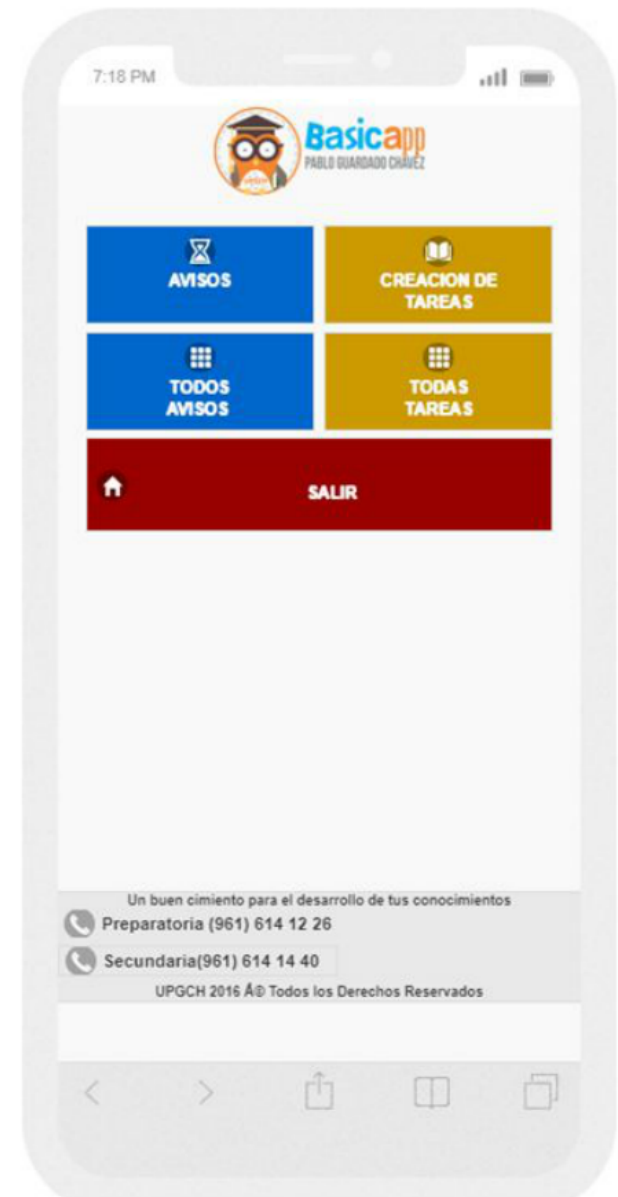 7:18 PM
Basicapp
PABLO GUARDADO CHÁVEZ
AVISOS
CREACION DE
TAREAS
TODOS
AVISOS
TODAS
TAREAS
SALIR
Un buen cimiento para el desarrollo de tus conocimientos
Preparatoria (961) 614 12 26
Secundaria(961) 614 14 40
UPGCH 2016 Â© Todos los Derechos Reservados